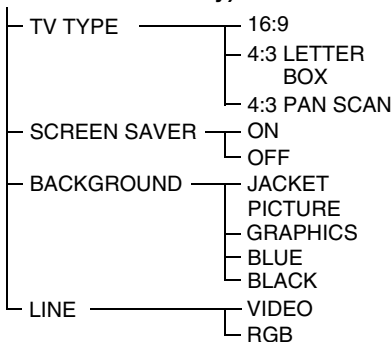 TV TYPE 16:9
4:3 LETTER
BOX
4:3 PAN SCAN
SCREEN SAVER ON
OFF
BACKGROUND JACKET
PICTURE
GRAPHICS
BLUE
BLACK
LINE VIDEO
RGB